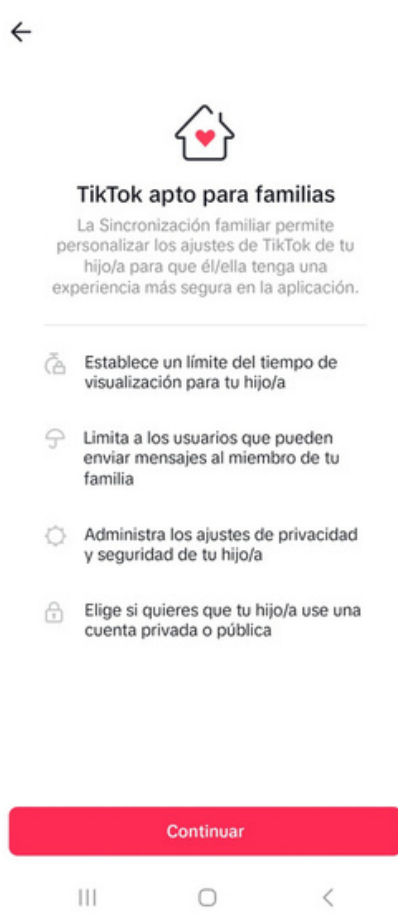 TikTok apto para familias
La Sincronización familiar permite
personalizar los ajustes de TikTok de tu
hijo/a para que él/ella tenga una
experiencia más segura en la aplicación.
Establece un límite del tiempo de
visualización para tu hijo/a
Limita a los usuarios que pueden
enviar mensajes al miembro de tu
familia
Administra los ajustes de privacidad
y seguridad de tu hijo/a
Elige si quieres que tu hijo/a use una
cuenta privada o pública
Continuar